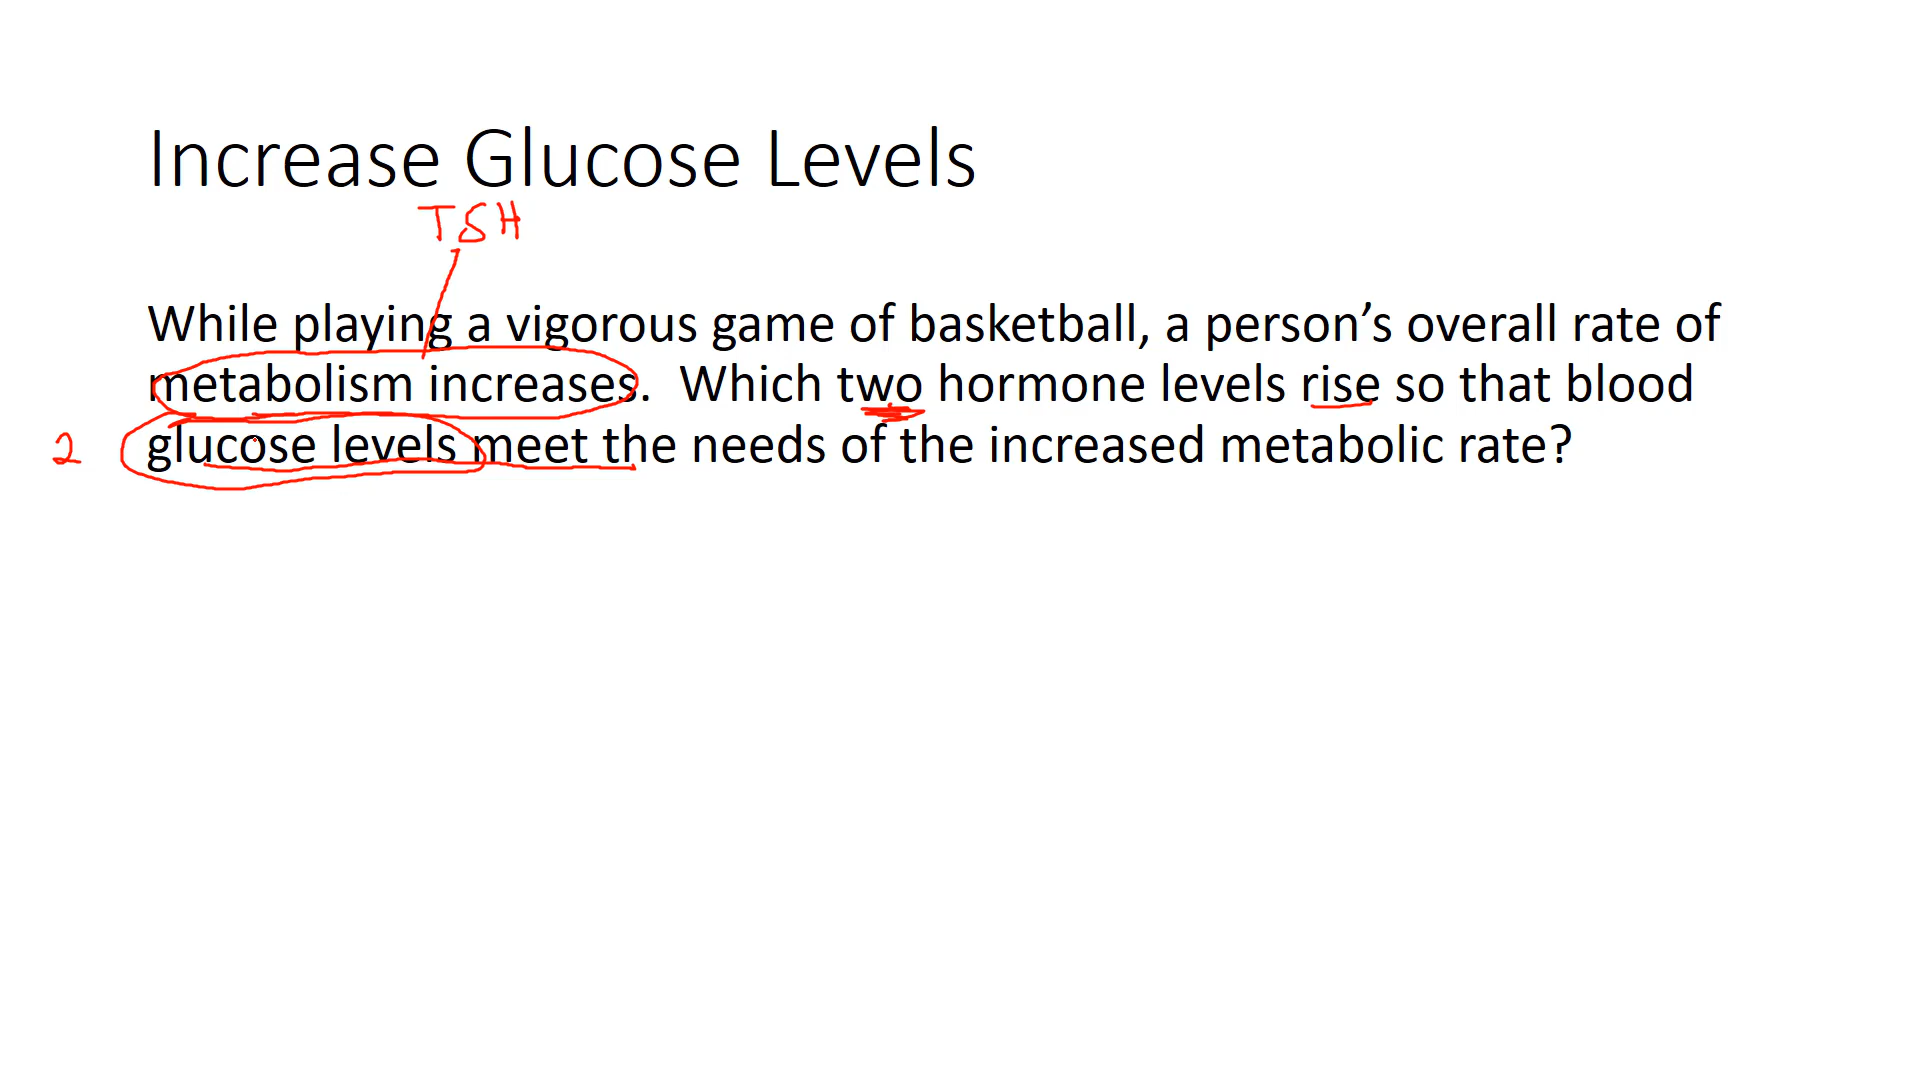 Increase Glucose Levels
TSH
While playing a vigorous game of basketball, a person’s overall rate of
metabolism increases. Which two hormone levels rise so that blood
2 glucose levels meet the needs of the increased metabolic rate?